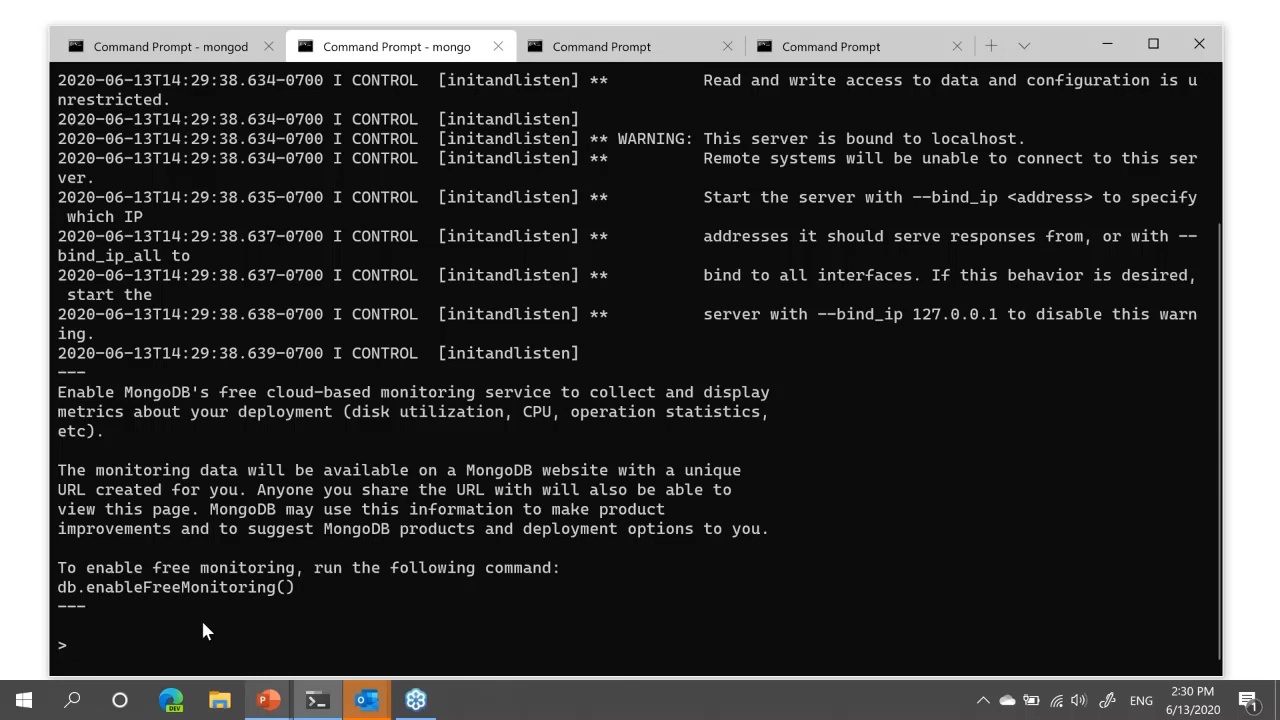 Command Prompt - mongod
Command Prompt - mongo
Command Prompt
Command Prompt
2020-06-13T14:29:38.634-0700 I CONTROL  [initandlisten] **          Read and write access to data and configuration is u
nrestricted.
2020-06-13T14:29:38.634-0700 I CONTROL  [initandlisten]
2020-06-13T14:29:38.634-0700 I CONTROL  [initandlisten] ** WARNING: This server is bound to localhost.
2020-06-13T14:29:38.634-0700 I CONTROL  [initandlisten] **          Remote systems will be unable to connect to this ser
ver.
2020-06-13T14:29:38.635-0700 I CONTROL  [initandlisten] **          Start the server with --bind_ip <address> to specify
 which IP
2020-06-13T14:29:38.637-0700 I CONTROL  [initandlisten] **          addresses it should serve responses from, or with --
bind_ip_all to
2020-06-13T14:29:38.637-0700 I CONTROL  [initandlisten] **          bind to all interfaces. If this behavior is desired,
 start the
2020-06-13T14:29:38.638-0700 I CONTROL  [initandlisten] **          server with --bind_ip 127.0.0.1 to disable this warn
ing.
2020-06-13T14:29:38.639-0700 I CONTROL  [initandlisten]
---
Enable MongoDB's free cloud-based monitoring service to collect and display
metrics about your deployment (disk utilization, CPU, operation statistics,
etc).

The monitoring data will be available on a MongoDB website with a unique
URL created for you. Anyone you share the URL with will also be able to
view this page. MongoDB may use this information to make product
improvements and to suggest MongoDB products and deployment options to you.

To enable free monitoring, run the following command:
db.enableFreeMonitoring()
---

>
DEV
ENG
2:30 PM
6/13/2020
1